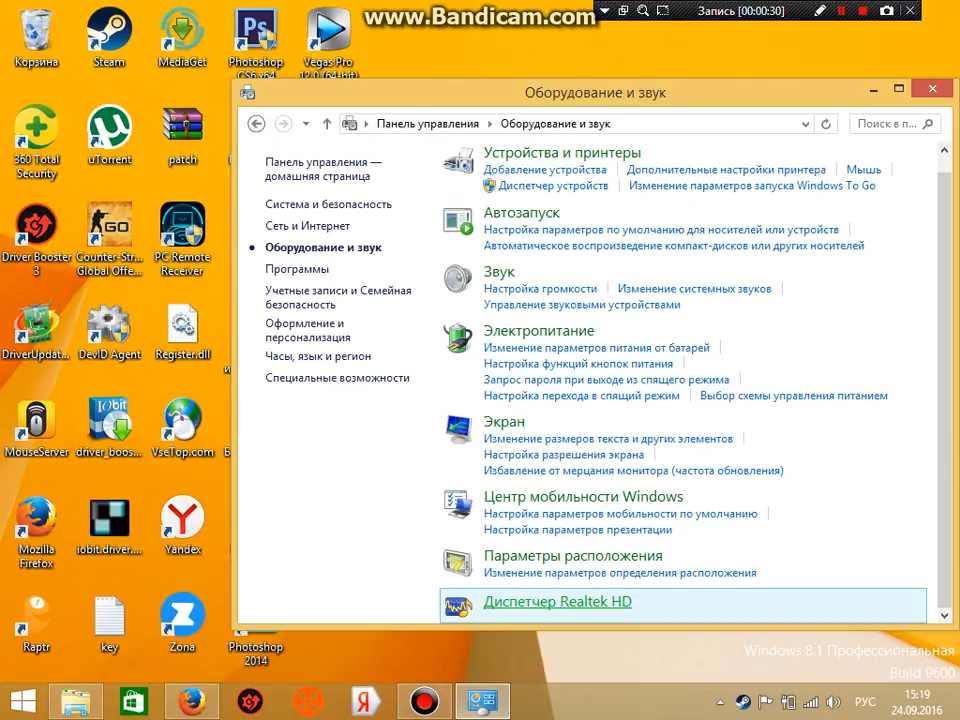 www.Bandicam.com
Запись [00:00:30]
Корзина
Steam
MediaGet
Photoshop CS6 x64
Vegas Pro 12.0 (64-bit)
360 Total Security
uTorrent
patch
Driver Booster 3
Counter-Str... Global Offe...
PC Remote Receiver
DriverUpdat...
DevID Agent
Register.dll
MouseServer
driver_boos...
VseTop.com
Mozilla Firefox
iobit.driver....
Yandex
Raptr
key
Zona
Photoshop 2014
Оборудование и звук
Панель управления
Оборудование и звук
Поиск в п...
Панель управления —
домашняя страница
Система и безопасность
Сеть и Интернет
Оборудование и звук
Программы
Учетные записи и Семейная
безопасность
Оформление и
персонализация
Часы, язык и регион
Специальные возможности
Устройства и принтеры
Добавление устройства Дополнительные настройки принтера Мышь
Диспетчер устройств Изменение параметров запуска Windows To Go
Автозапуск
Настройка параметров по умолчанию для носителей или устройств
Автоматическое воспроизведение компакт-дисков или других носителей
Звук
Настройка громкости Изменение системных звуков
Управление звуковыми устройствами
Электропитание
Изменение параметров питания от батарей
Настройка функций кнопок питания
Запрос пароля при выходе из спящего режима
Настройка перехода в спящий режим Выбор схемы управления питанием
Экран
Изменение размеров текста и других элементов
Настройка разрешения экрана
Избавление от мерцания монитора (частота обновления)
Центр мобильности Windows
Настройка параметров мобильности по умолчанию
Настройка параметров презентации
Параметры расположения
Изменение параметров определения расположения
Диспетчер Realtek HD
Windows 8.1 Профессиональная
Build 9600
РУС
15:19
24.09.2016